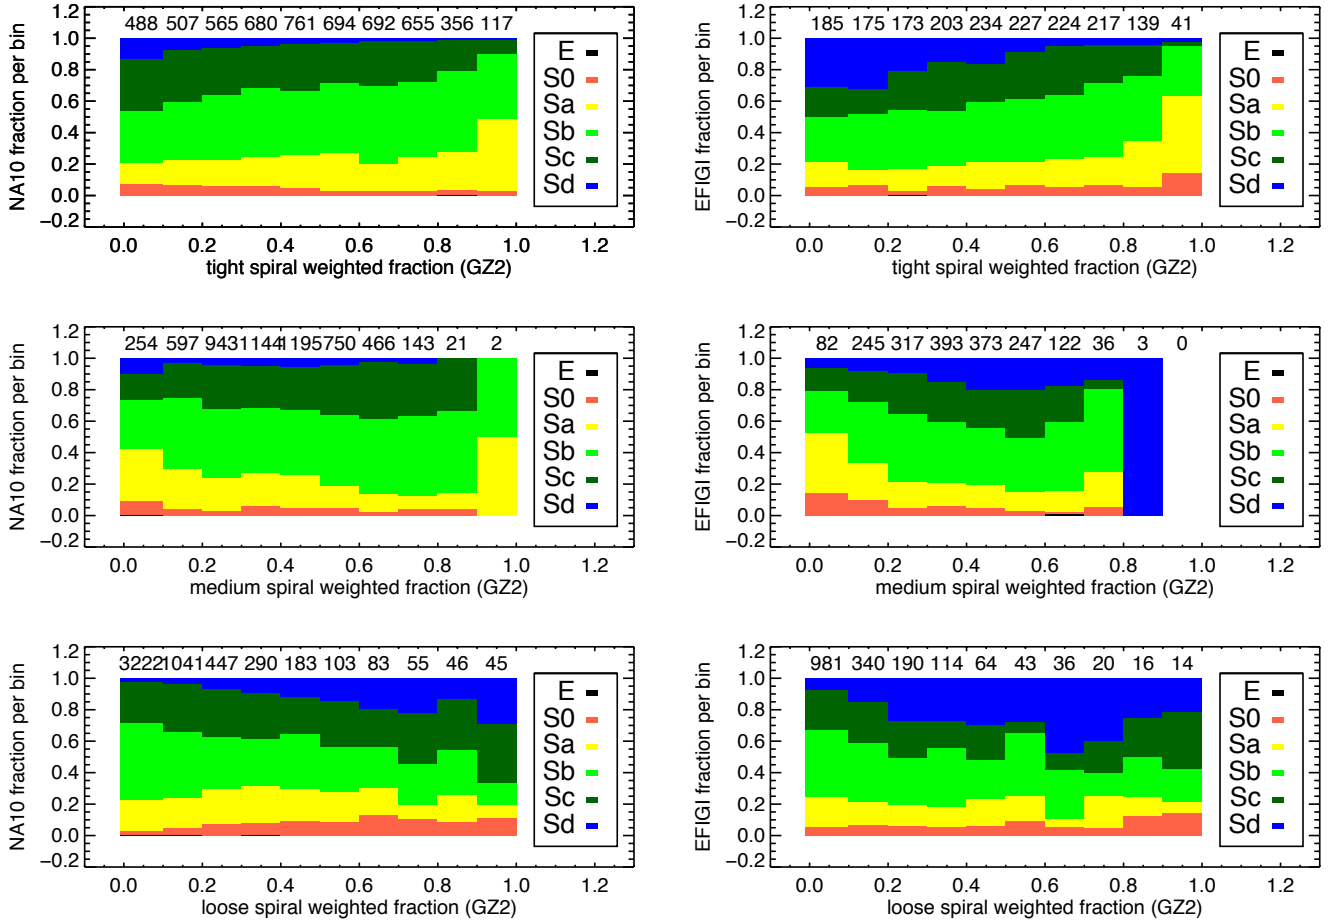 488 507 565 680 761 694 692 655 356 117
1.2
1.0
0.8
0.6
0.4
0.2
0.0
−0.2
NA10 fraction per bin
E
S0
Sa
Sb
Sc
Sd
0.0 0.2 0.4 0.6 0.8 1.0 1.2
tight spiral weighted fraction (GZ2)
185 175 173 203 234 227 224 217 139 41
1.2
1.0
0.8
0.6
0.4
0.2
0.0
−0.2
EFIGI fraction per bin
E
S0
Sa
Sb
Sc
Sd
0.0 0.2 0.4 0.6 0.8 1.0 1.2
tight spiral weighted fraction (GZ2)
254 597 943 1144 1195 750 466 143 21 2
1.2
1.0
0.8
0.6
0.4
0.2
0.0
−0.2
NA10 fraction per bin
E
S0
Sa
Sb
Sc
Sd
0.0 0.2 0.4 0.6 0.8 1.0 1.2
medium spiral weighted fraction (GZ2)
82 245 317 393 373 247 122 36 3 0
1.2
1.0
0.8
0.6
0.4
0.2
0.0
−0.2
EFIGI fraction per bin
E
S0
Sa
Sb
Sc
Sd
0.0 0.2 0.4 0.6 0.8 1.0 1.2
medium spiral weighted fraction (GZ2)
3222 1041 447 290 183 103 83 55 46 45
1.2
1.0
0.8
0.6
0.4
0.2
0.0
−0.2
NA10 fraction per bin
E
S0
Sa
Sb
Sc
Sd
0.0 0.2 0.4 0.6 0.8 1.0 1.2
loose spiral weighted fraction (GZ2)
981 340 190 114 64 43 36 20 16 14
1.2
1.0
0.8
0.6
0.4
0.2
0.0
−0.2
EFIGI fraction per bin
E
S0
Sa
Sb
Sc
Sd
0.0 0.2 0.4 0.6 0.8 1.0 1.2
loose spiral weighted fraction (GZ2)